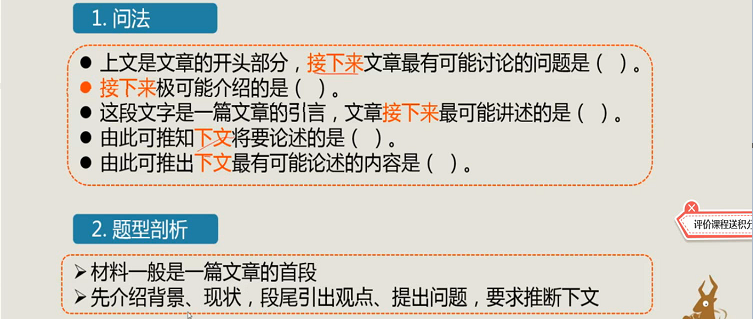 1. 问法
● 上文是文章的开头部分，接下来文章最有可能讨论的问题是（ ）。
● 接下来极可能介绍的是（ ）。
● 这段文字是一篇文章的引言，文章接下来最可能讲述的是（ ）。
● 由此可推知下文将要论述的是（ ）。
● 由此可推出下文最有可能论述的内容是（ ）。
2. 题型剖析
评价课程送积分
➢材料一般是一篇文章的首段
➢先介绍背景、现状，段尾引出观点、提出问题，要求推断下文